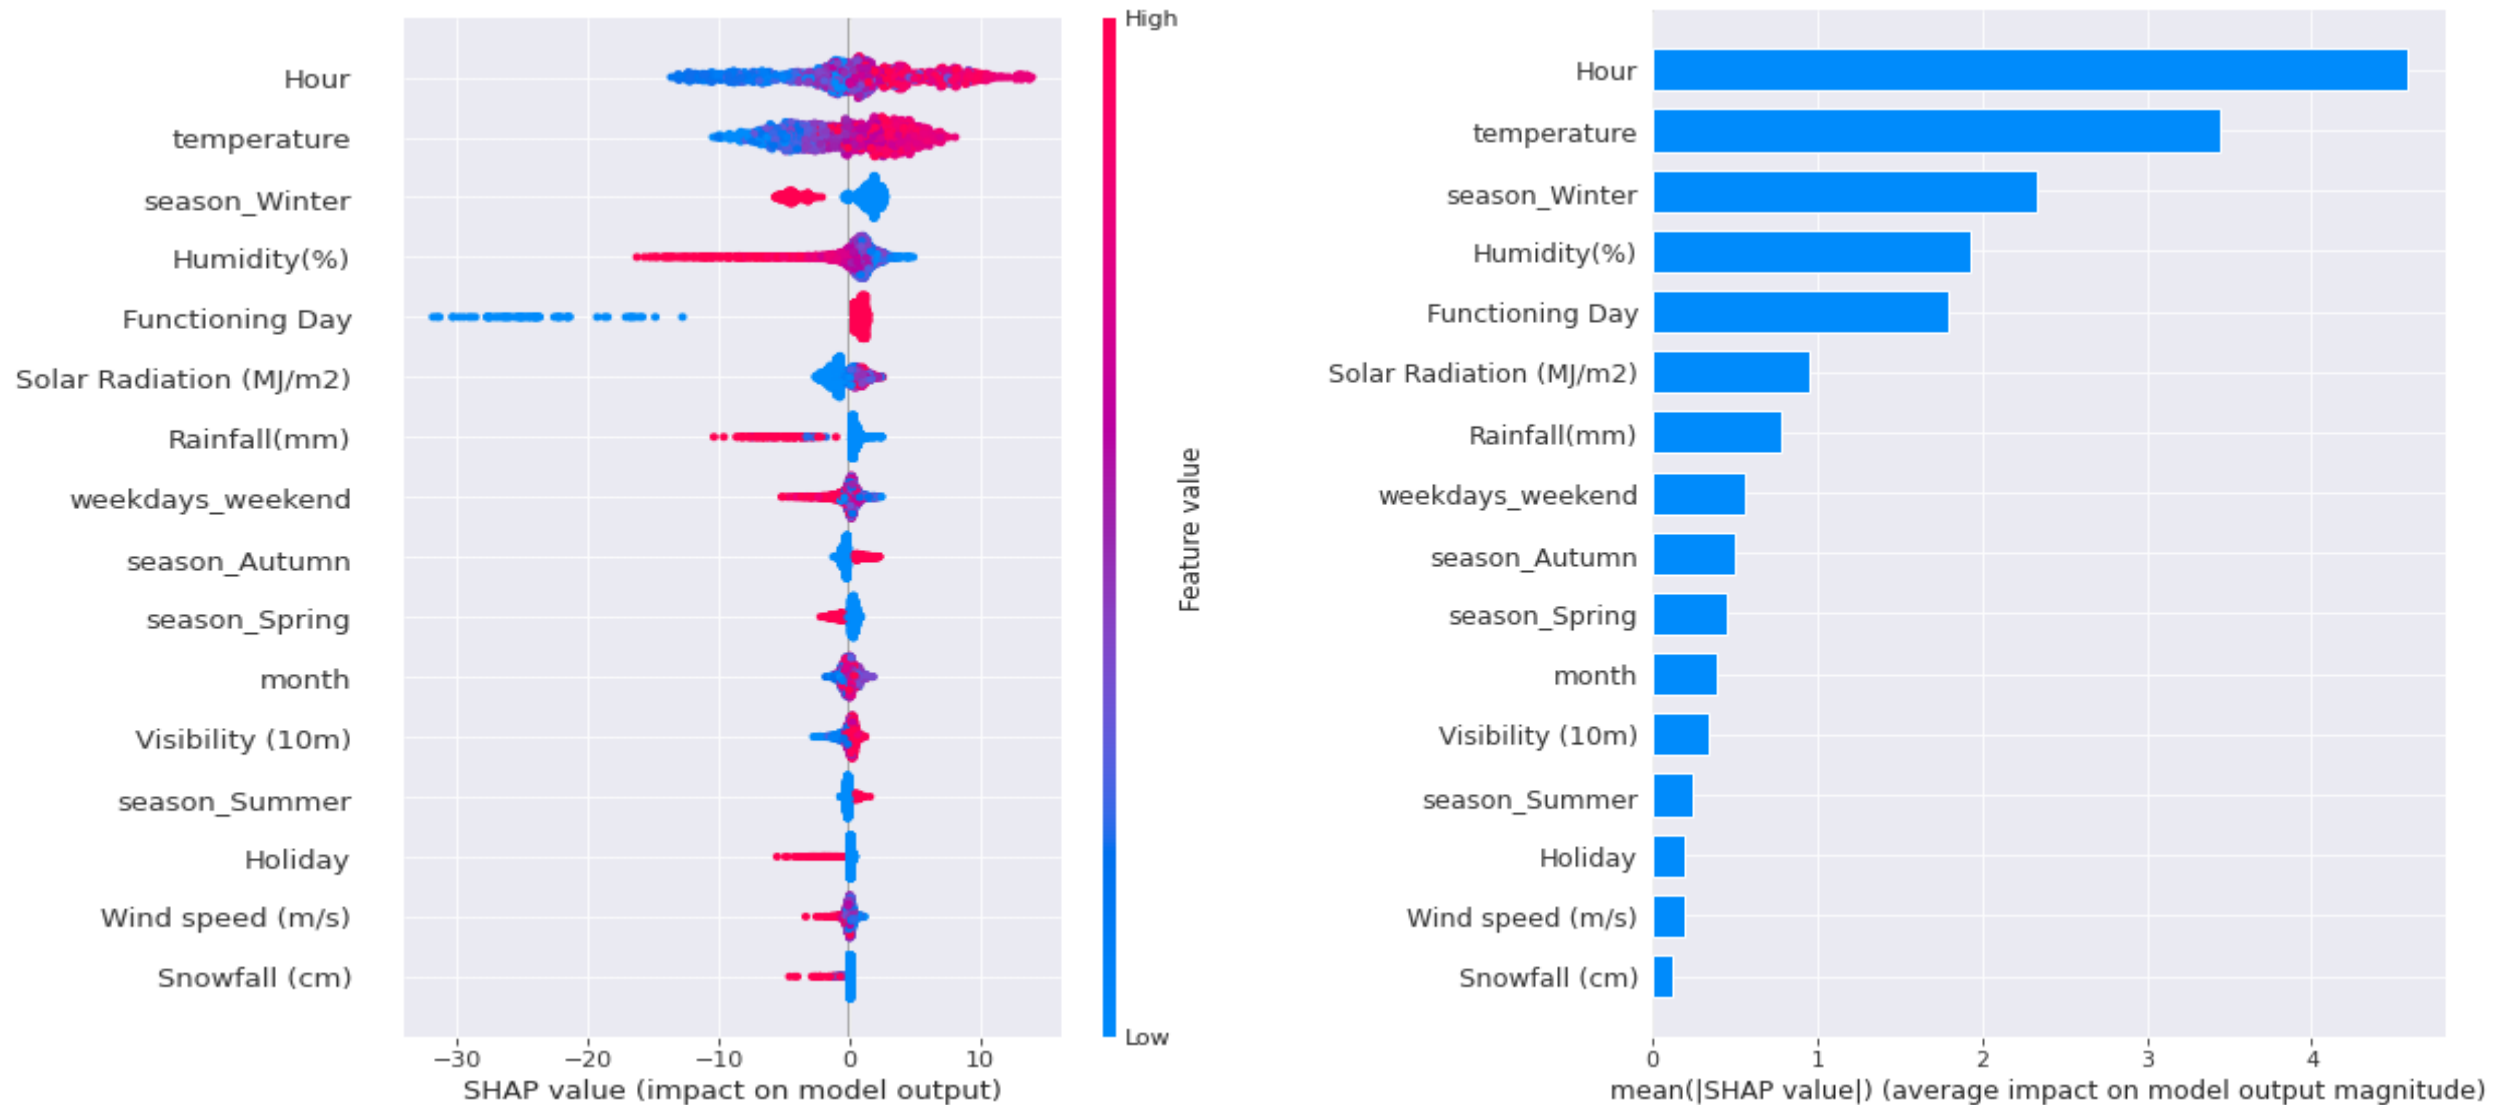 High
Hour
temperature
season_Winter
Humidity(%)
Functioning Day
Solar Radiation (MJ/m2)
Rainfall(mm)
weekdays_weekend
season_Autumn
season_Spring
month
Visibility (10m)
season_Summer
Holiday
Wind speed (m/s)
Snowfall (cm)
Feature value
Low
−30 −20 −10 0 10
SHAP value (impact on model output)
Hour
temperature
season_Winter
Humidity(%)
Functioning Day
Solar Radiation (MJ/m2)
Rainfall(mm)
weekdays_weekend
season_Autumn
season_Spring
month
Visibility (10m)
season_Summer
Holiday
Wind speed (m/s)
Snowfall (cm)
0 1 2 3 4
mean(|SHAP value|) (average impact on model output magnitude)